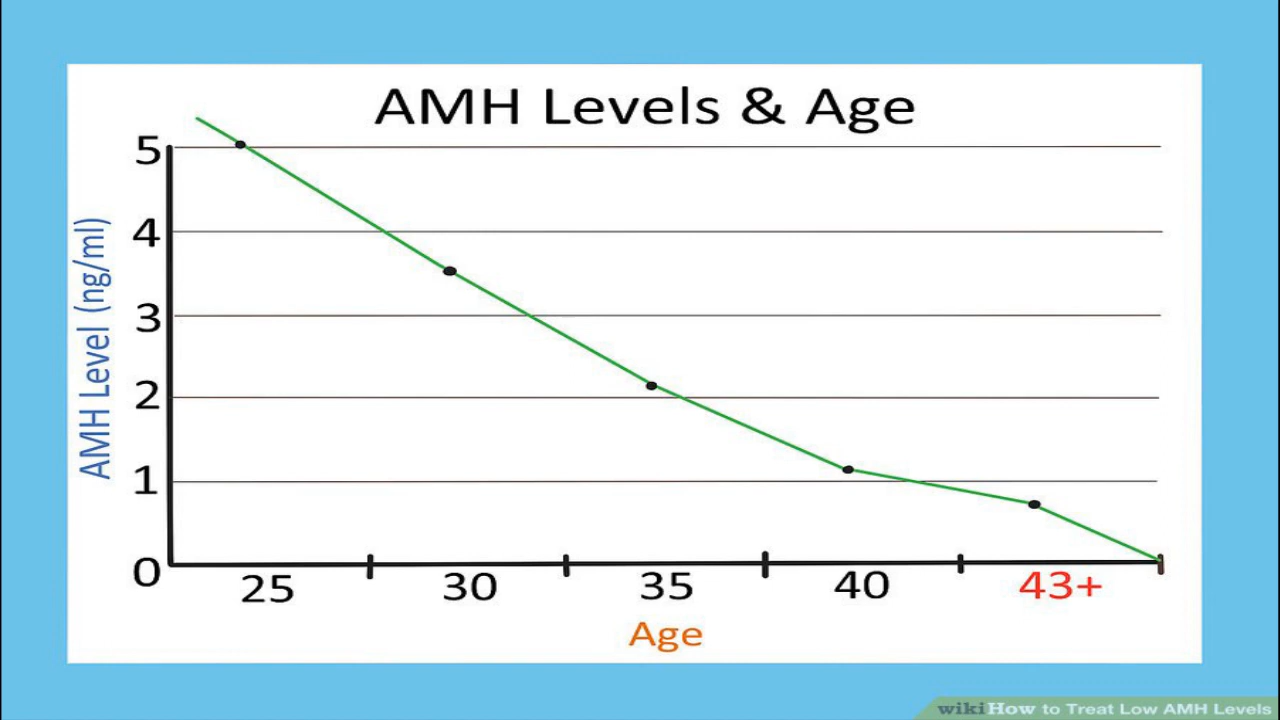 AMH Levels & Age
5
4
3
2
1
0
AMH Level (ng/ml)
25 30 35 40 43+
Age
wikiHow to Treat Low AMH Levels